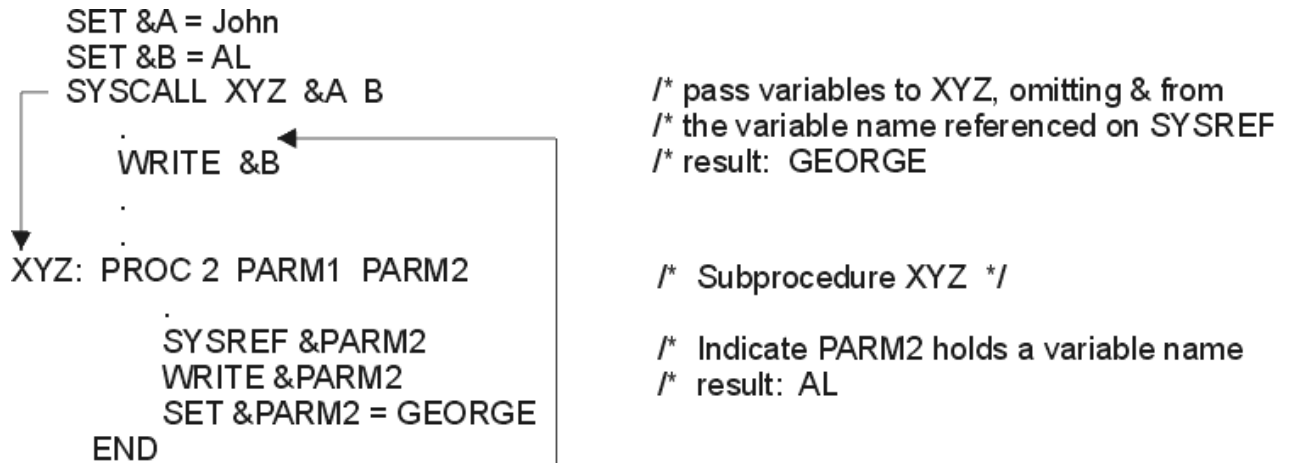 SET &A = John
SET &B = AL
SYSCALL XYZ &A B /* pass variables to XYZ, omitting & from
. /* the variable name referenced on SYSREF
WRITE &B /* result: GEORGE
.
.
XYZ: PROC 2 PARM1 PARM2 /* Subprocedure XYZ */
.
SYSREF &PARM2 /* Indicate PARM2 holds a variable name
WRITE &PARM2 /* result: AL
SET &PARM2 = GEORGE
END